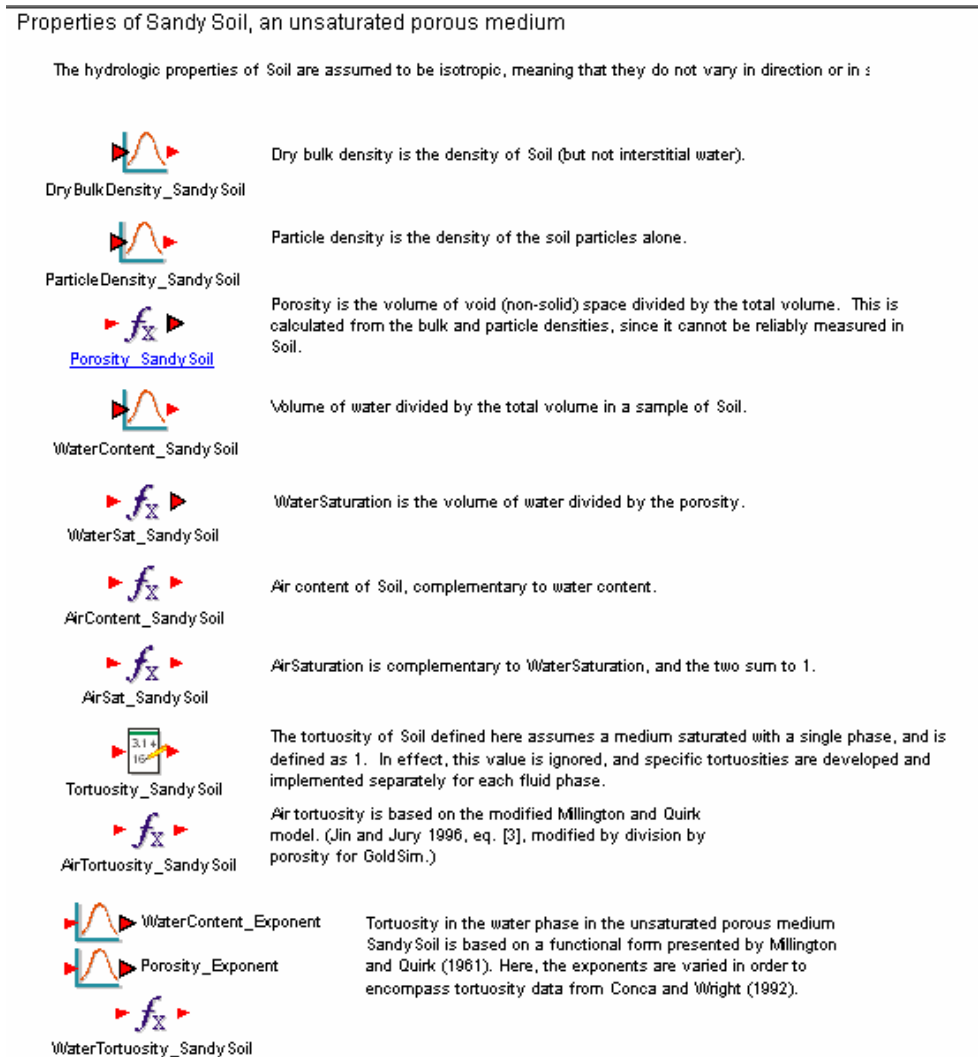 Properties of Sandy Soil, an unsaturated porous medium
The hydrologic properties of Soil are assumed to be isotropic, meaning that they do not vary in direction or in s
DryBulkDensity_SandySoil
Dry bulk density is the density of Soil (but not interstitial water).
ParticleDensity_SandySoil
Particle density is the density of the soil particles alone.
fx
Porosity_SandySoil
Porosity is the volume of void (non-solid) space divided by the total volume. This is
calculated from the bulk and particle densities, since it cannot be reliably measured in
Soil.
WaterContent_SandySoil
Volume of water divided by the total volume in a sample of Soil.
fx
WaterSat_SandySoil
WaterSaturation is the volume of water divided by the porosity.
fx
AirContent_SandySoil
Air content of Soil, complementary to water content.
fx
AirSat_SandySoil
AirSaturation is complementary to WaterSaturation, and the two sum to 1.
3.1 4
16
Tortuosity_SandySoil
The tortuosity of Soil defined here assumes a medium saturated with a single phase, and is
defined as 1. In effect, this value is ignored, and specific tortuosities are developed and
implemented separately for each fluid phase.
fx
AirTortuosity_SandySoil
Air tortuosity is based on the modified Millington and Quirk
model. (Jin and Jury 1996, eq. [3], modified by division by
porosity for GoldSim.)
WaterContent_Exponent
Porosity_Exponent
fx
WaterTortuosity_SandySoil
Tortuosity in the water phase in the unsaturated porous medium
SandySoil is based on a functional form presented by Millington
and Quirk (1961). Here, the exponents are varied in order to
encompass tortuosity data from Conca and Wright (1992).